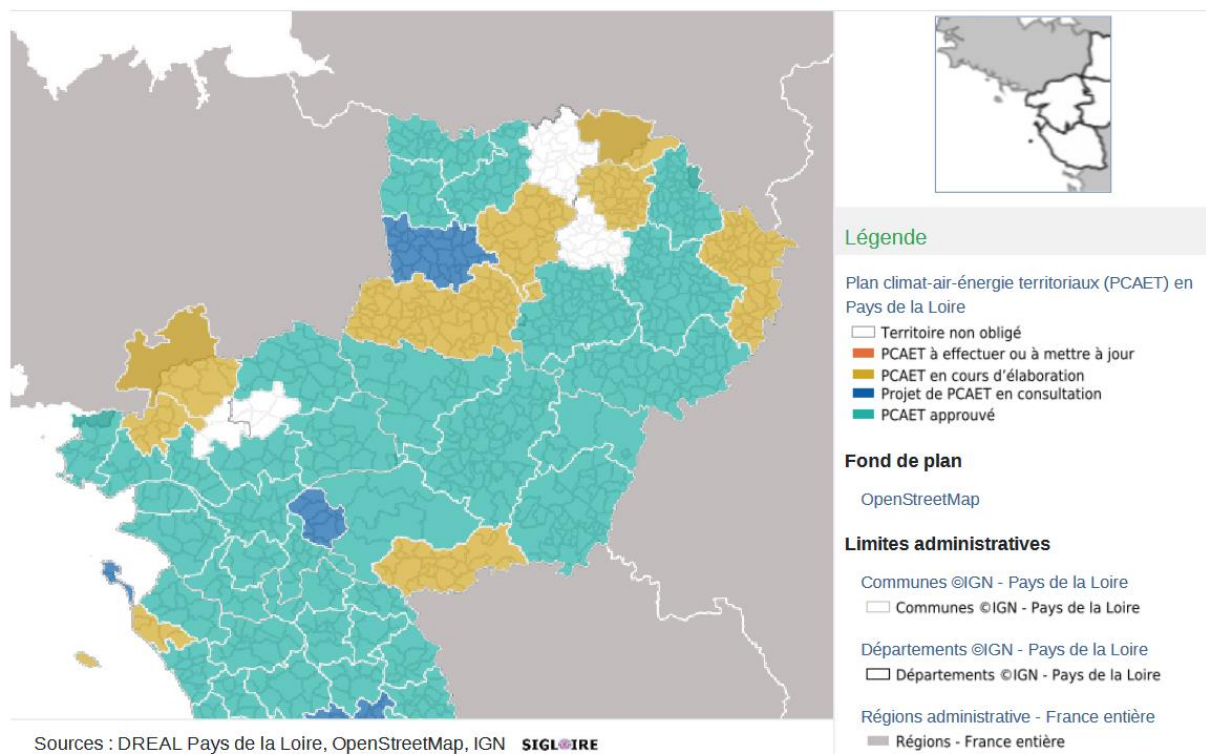 Légende
Plan climat-air-énergie territoriaux (PCAET) en
Pays de la Loire
Territoire non obligé
PCAET à effectuer ou à mettre à jour
PCAET en cours d'élaboration
Projet de PCAET en consultation
PCAET approuvé
Fond de plan
OpenStreetMap
Limites administratives
Communes ©IGN - Pays de la Loire
Communes ©IGN - Pays de la Loire
Départements ©IGN - Pays de la Loire
Départements ©IGN - Pays de la Loire
Régions administrative - France entière
Régions - France entière
Sources : DREAL Pays de la Loire, OpenStreetMap, IGN SIGLOIRE